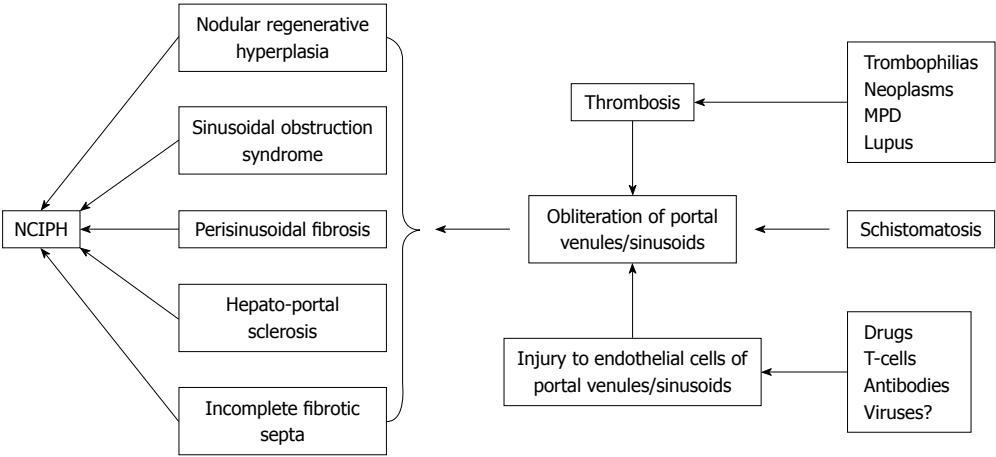 Nodular regenerative
hyperplasia
Sinusoidal obstruction
syndrome
NCIPH
Perisinusoidal fibrosis
Hepato-portal
sclerosis
Incomplete fibrotic
septa
Thrombosis
Obliteration of portal
venules/sinusoids
Injury to endothelial cells of
portal venules/sinusoids
Trombophilias
Neoplasms
MPD
Lupus
Schistomatosis
Drugs
T-cells
Antibodies
Viruses?